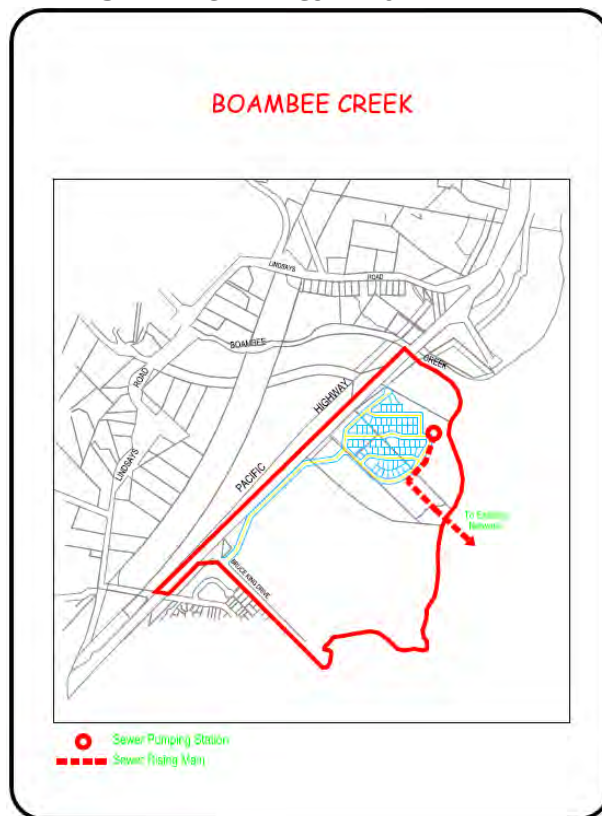 BOAMBEE CREEK
LINDSAYS
ROAD
BOAMBEE
CREEK
ROAD
HIGHWAY
LINDSAYS
PACIFIC
To Existing
Network
BRUCE KING DRIVE
Sewer Pumping Station
Sewer Rising Main